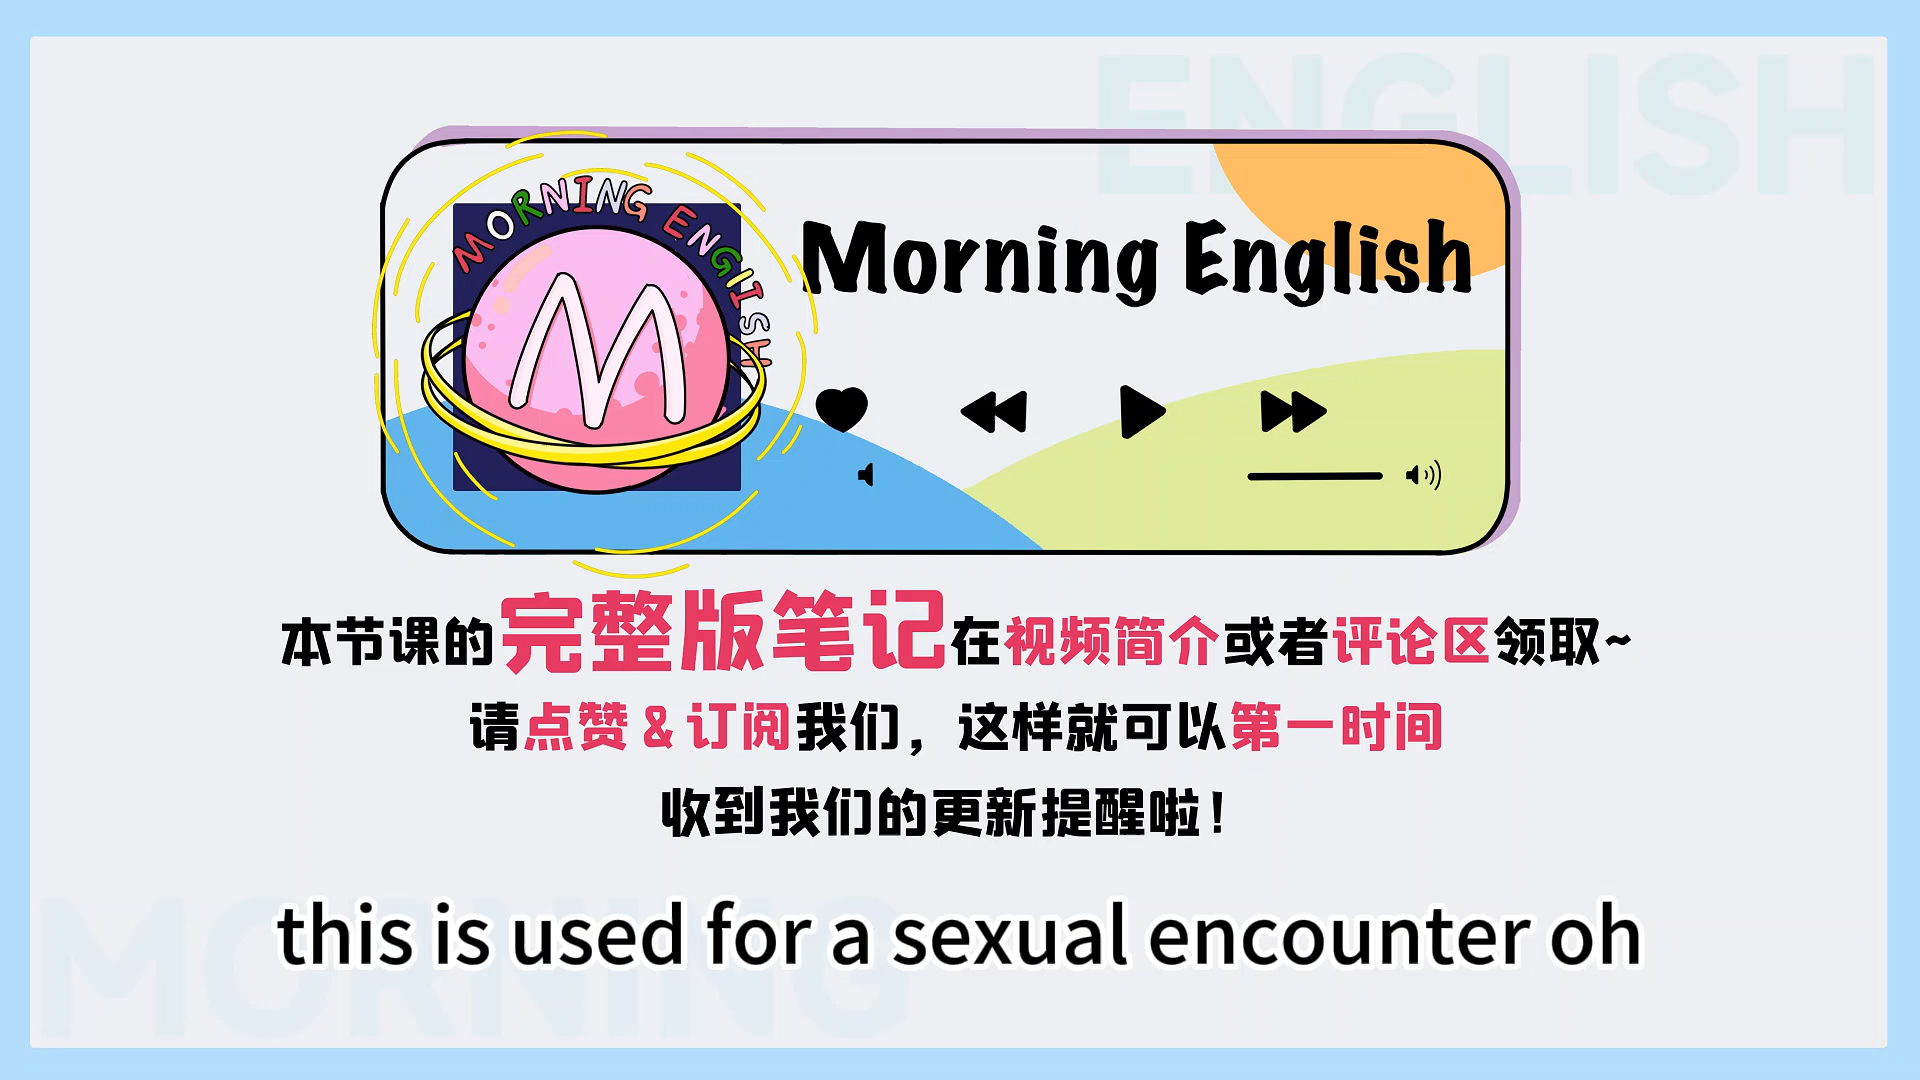 ENGLISH
MORNING ENGLISH
M
Morning English
本节课的完整版笔记在视频简介或者评论区领取~
请点赞&订阅我们，这样就可以第一时间
收到我们的更新提醒啦！
this is used for a sexual encounter oh
MORNING